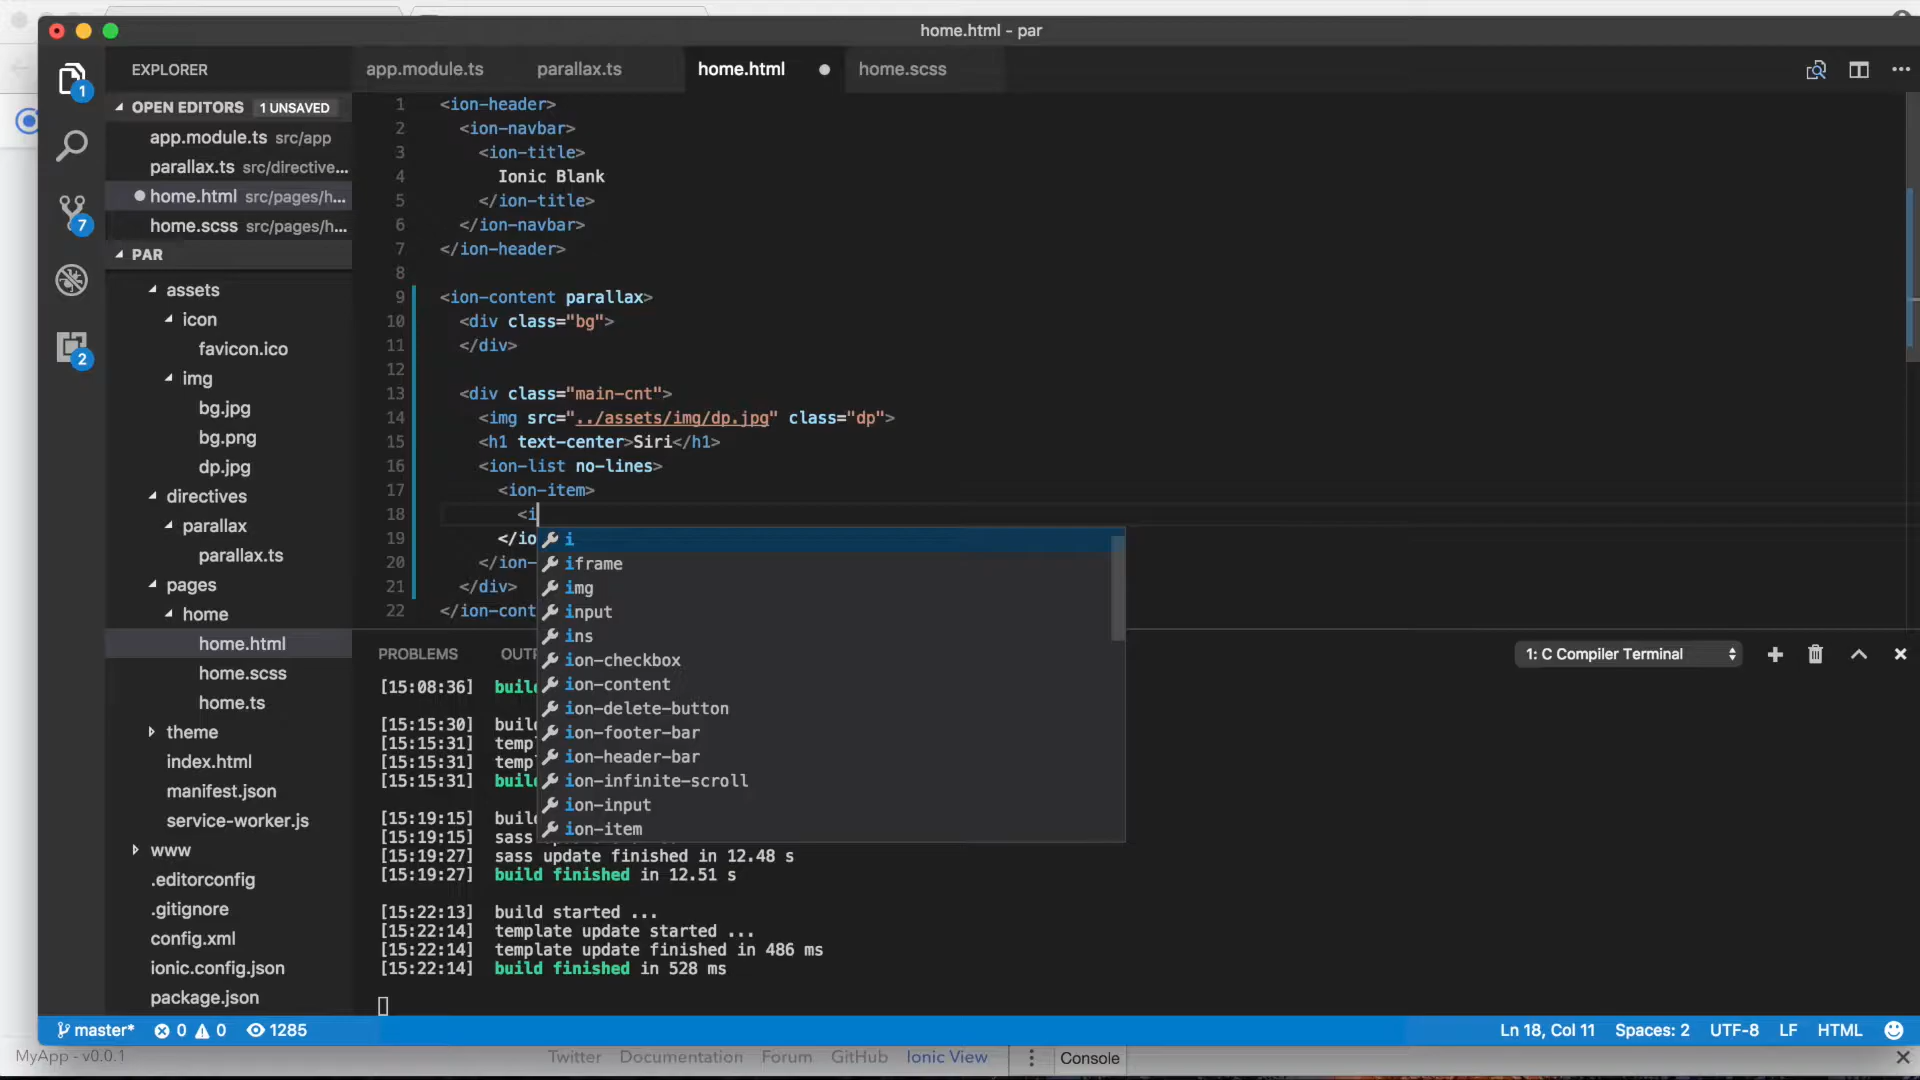 home.html - par
EXPLORER
app.module.ts
parallax.ts
home.html
home.scss
1
OPEN EDITORS 1 UNSAVED
app.module.ts src/app
parallax.ts src/directive...
home.html src/pages/h...
home.scss src/pages/h...
7
2
PAR
assets
icon
favicon.ico
img
bg.jpg
bg.png
dp.jpg
directives
parallax
parallax.ts
pages
home
home.html
home.scss
home.ts
theme
index.html
manifest.json
service-worker.js
www
.editorconfig
.gitignore
config.xml
ionic.config.json
package.json
1 <ion-header>
2 <ion-navbar>
3 <ion-title>
4 Ionic Blank
5 </ion-title>
6 </ion-navbar>
7 </ion-header>
8
9 <ion-content parallax>
10 <div class="bg">
11 </div>
12
13 <div class="main-cnt">
14 <img src="../assets/img/dp.jpg" class="dp">
15 <h1 text-center>Siri</h1>
16 <ion-list no-lines>
17 <ion-item>
18 <i
19 </io
20 </ion-
21 </div>
22 </ion-cont
i
iframe
img
input
ins
ion-checkbox
ion-content
ion-delete-button
ion-footer-bar
ion-header-bar
ion-infinite-scroll
ion-input
ion-item
PROBLEMS OUTP
1: C Compiler Terminal
[15:08:36] buil
[15:15:30] buil
[15:15:31] temp
[15:15:31] temp
[15:15:31] buil
[15:19:15] buil
[15:19:15] sass
[15:19:27] sass update finished in 12.48 s
[15:19:27] build finished in 12.51 s
[15:22:13] build started ...
[15:22:14] template update started ...
[15:22:14] template update finished in 486 ms
[15:22:14] build finished in 528 ms
master* 0 0 1285
Ln 18, Col 11 Spaces: 2 UTF-8 LF HTML
MyApp - v0.0.1
Twitter Documentation Forum GitHub Ionic View
Console